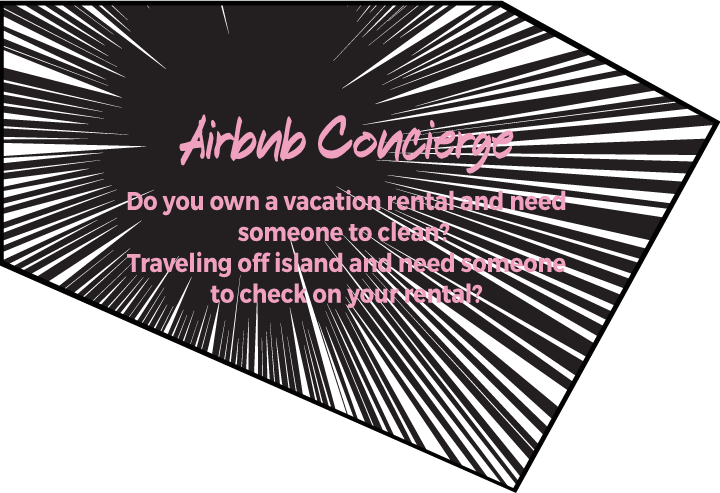 Airbnb Concierge
Do you own a vacation rental and need
someone to clean?
Traveling off island and need someone
to check on your rental?